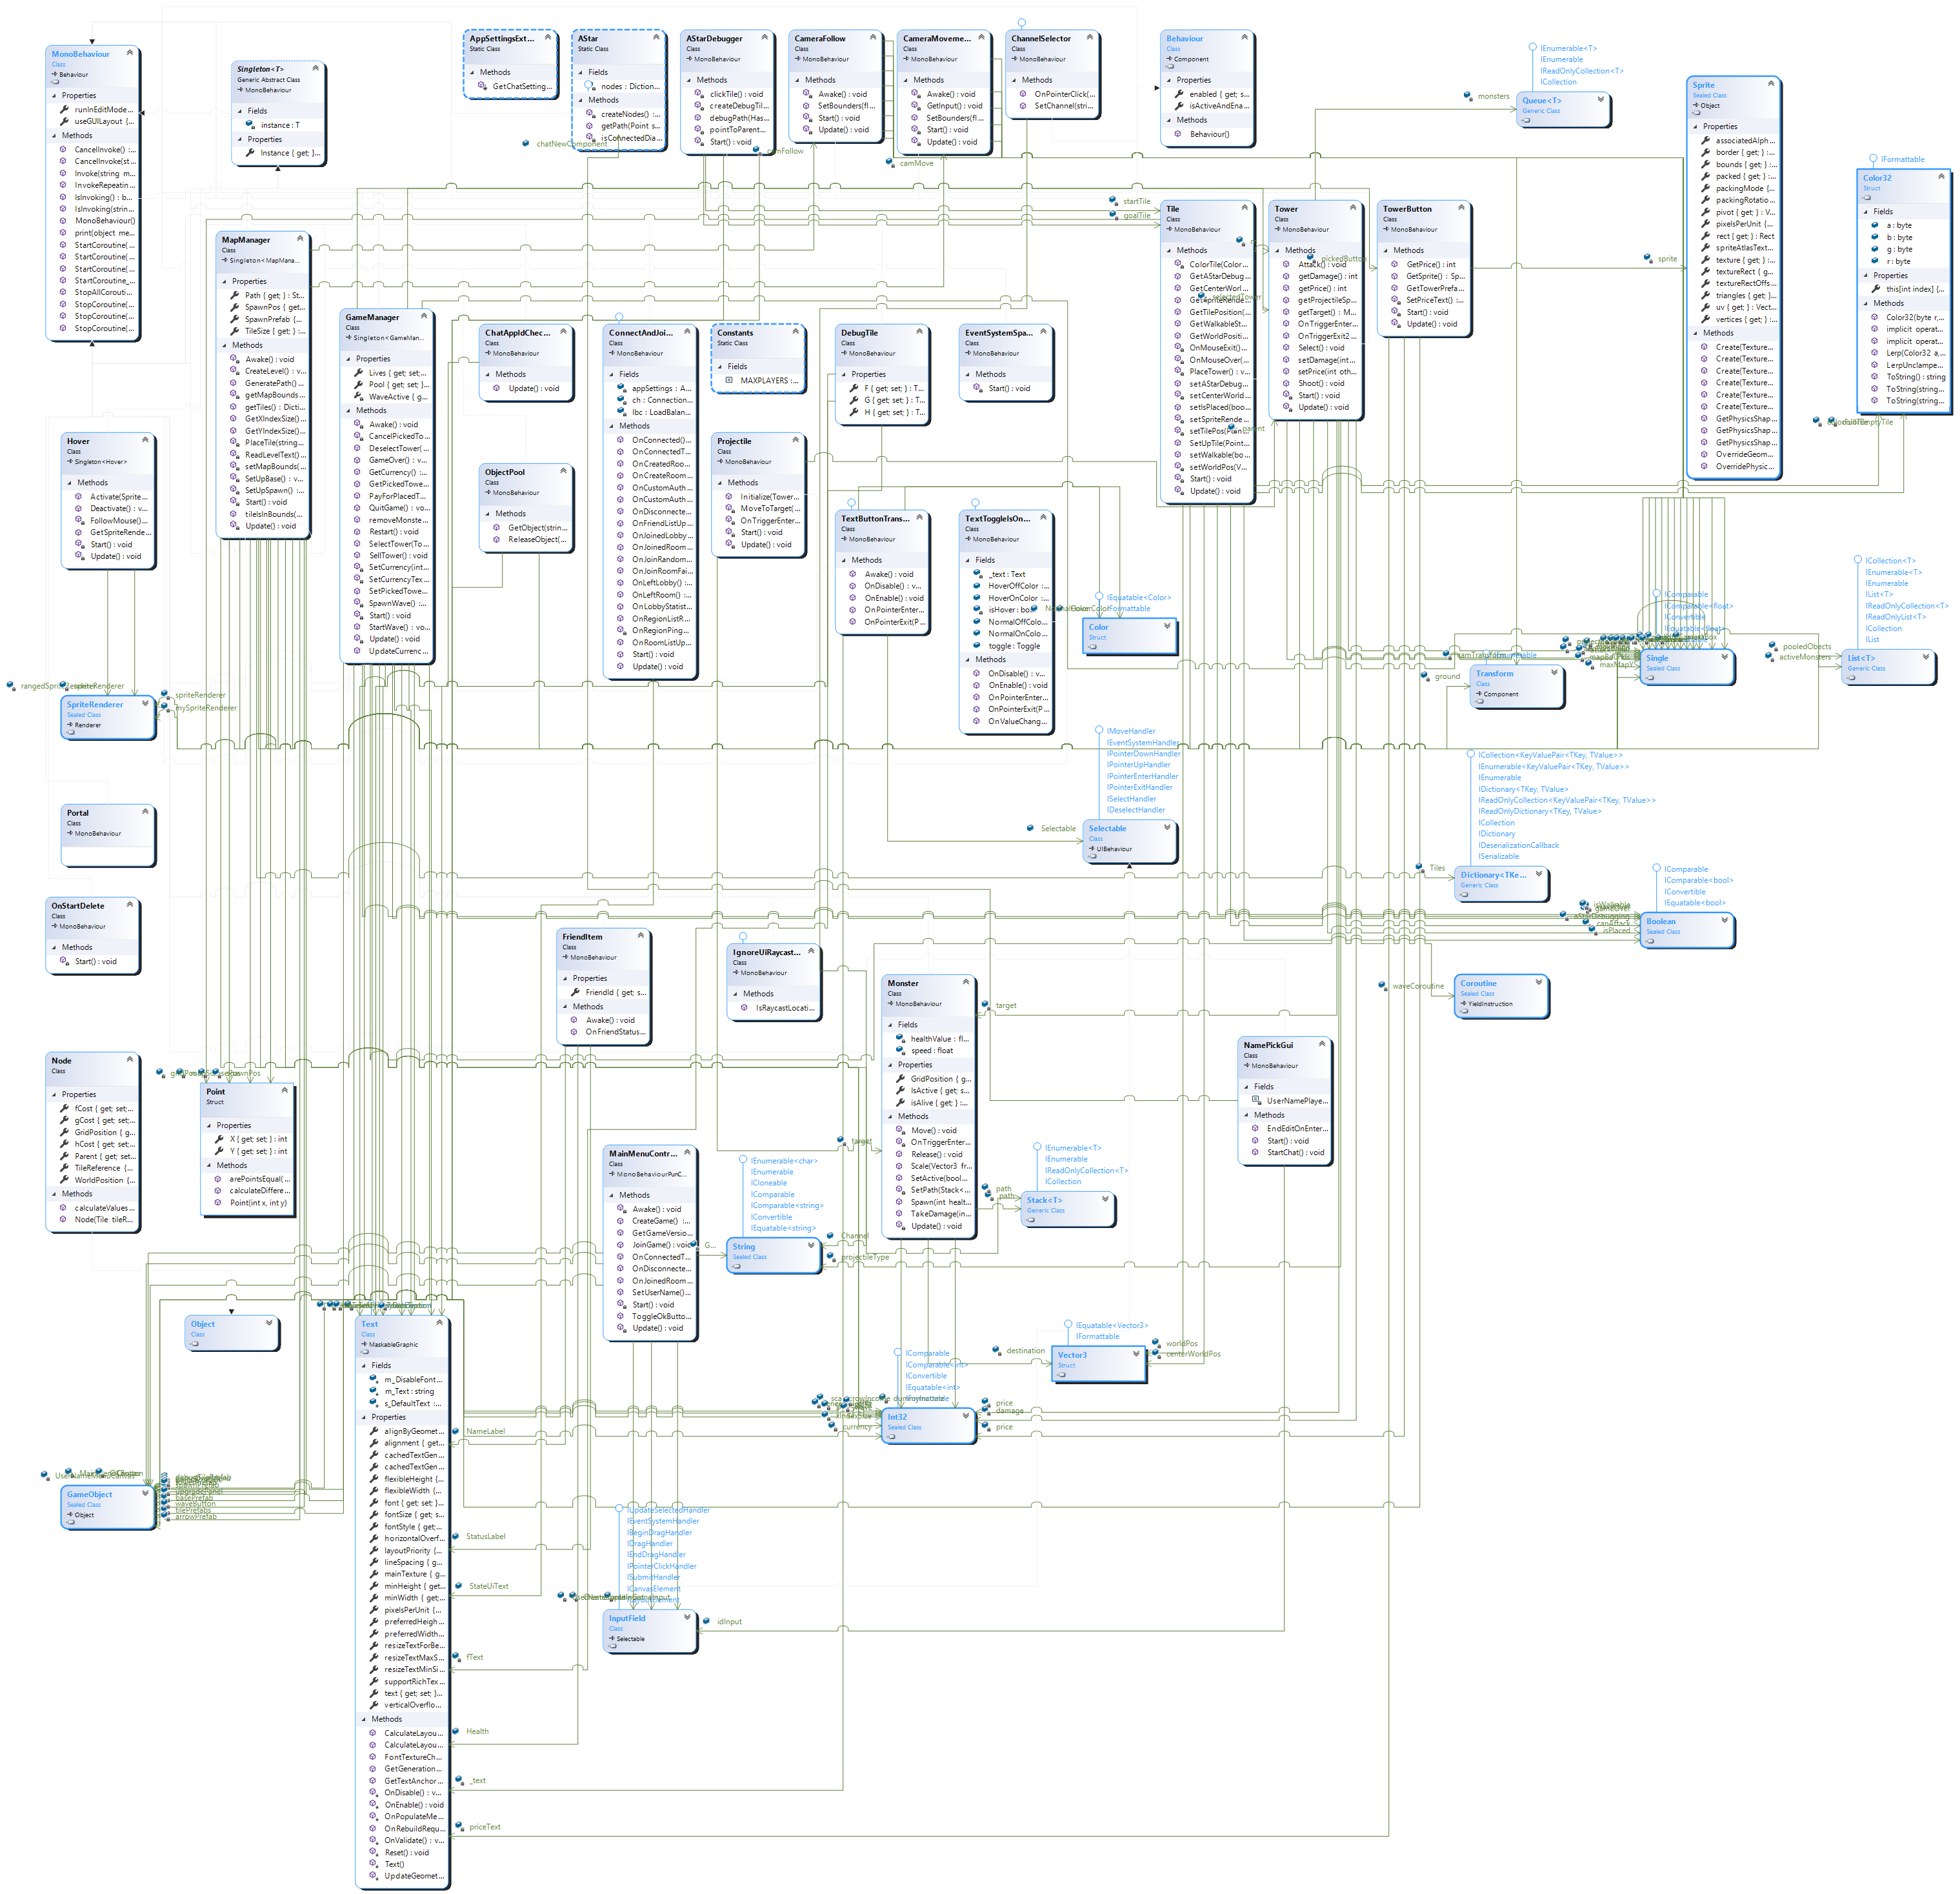 MonoBehaviour
Class
Behaviour
Properties
runInEditMode...
useGUILayout {...
Methods
CancelInvoke() :...
CancelInvoke(st...
Invoke(string m...
InvokeRepeatin...
IsInvoking() : b...
IsInvoking(strin...
MonoBehaviour()
print(object me...
StartCoroutine(...
StartCoroutine(...
StartCoroutine(...
StartCoroutine_...
StopAllCorouti...
StopCoroutine(...
StopCoroutine(...
StopCoroutine(...
Singleton<T>
Generic Abstract Class
MonoBehaviour
Fields
instance : T
Properties
Instance { get; }...
AppSettingsExt...
Static Class
Methods
GetChatSetting...
AStar
Static Class
Fields
nodes : Diction...
Methods
createNodes() :...
getPath(Point s...
isConnectedDia...
chatNewComponent
AStarDebugger
Class
MonoBehaviour
Methods
clickTile() : void
createDebugTil...
debugPath(Has...
pointToParent...
Start() : void
CameraFollow
Class
MonoBehaviour
Methods
Awake() : void
SetBounders(fl...
Start() : void
Update() : void
camFollow
CameraMoveme...
Class
MonoBehaviour
Methods
Awake() : void
GetInput() : void
SetBounders(fl...
Start() : void
Update() : void
camMove
ChannelSelector
Class
MonoBehaviour
Methods
OnPointerClick(...
SetChannel(stri...
Behaviour
Class
Component
Properties
enabled { get; s...
isActiveAndEna...
Methods
Behaviour()
IEnumerable<T>
IEnumerable
IReadOnlyCollection<T>
ICollection
monsters
Queue<T>
Generic Class
Sprite
Sealed Class
Object
Properties
associatedAlph...
border { get; } :...
bounds { get; } :...
packed { get; } :...
packingMode {...
packingRotatio...
pivot { get; } : V...
pixelsPerUnit {...
rect { get; } : Rect
spriteAtlasText...
texture { get; } :...
textureRect { g...
textureRectOffs...
triangles { get; }...
uv { get; } : Vect...
vertices { get; }...
Methods
Create(Texture...
Create(Texture...
Create(Texture...
Create(Texture...
Create(Texture...
Create(Texture...
GetPhysicsShap...
GetPhysicsShap...
GetPhysicsShap...
OverrideGeom...
OverridePhysic...
IFormattable
Color32
Struct
Fields
a : byte
b : byte
g : byte
r : byte
Properties
this[int index] {...
Methods
Color32(byte r,...
implicit operat...
implicit operat...
Lerp(Color32 a,...
LerpUnclampe...
ToString() : string
ToString(string...
ToString(string...
startTile
goalTile
Tile
Class
MonoBehaviour
Methods
ColorTile(Color...
GetAStarDebug...
GetCenterWorl...
GetSpriteRende...
GetTilePosition(...
GetWalkableSt...
GetWorldPositi...
OnMouseExit()...
OnMouseOver(...
PlaceTower() : v...
setAStarDebug...
setCenterWorld...
setIsPlaced(boo...
setSpriteRende...
setTilePos(Poin...
SetUpTile(Point...
setWalkable(bo...
setWorldPos(V...
Start() : void
Update() : void
selectedTower
parent
Tower
Class
MonoBehaviour
Methods
Attack() : void
getDamage() : int
getPrice() : int
getProjectileSp...
getTarget() : M...
OnTriggerEnter...
OnTriggerExit2...
Select() : void
setDamage(int...
setPrice(int oth...
Shoot() : void
Start() : void
Update() : void
pickedButton
TowerButton
Class
MonoBehaviour
Methods
GetPrice() : int
GetSprite() : Sp...
GetTowerPrefa...
SetPriceText() :...
Start() : void
Update() : void
sprite
MapManager
Class
Singleton<MapMana...
Properties
Path { get; } : St...
SpawnPos { get...
SpawnPrefab {...
TileSize { get; } :...
Methods
Awake() : void
CreateLevel() : v...
GeneratePath() :...
getMapBounds...
getTiles() : Dicti...
GetXIndexSize()...
GetYIndexSize()...
PlaceTile(string...
ReadLevelText() :...
setMapBounds(...
SetUpBase() : v...
SetUpSpawn() :...
Start() : void
tileIsInBounds(...
Update() : void
GameManager
Class
Singleton<GameMan...
Properties
Lives { get; set;...
Pool { get; set; }...
WaveActive { g...
Methods
Awake() : void
CancelPickedTo...
DeselectTower(...
GameOver() : v...
GetCurrency() :...
GetPickedTowe...
PayForPlacedT...
QuitGame() : vo...
removeMonste...
Restart() : void
SelectTower(To...
SellTower() : void
SetCurrency(int...
SetCurrencyTex...
SetPickedTowe...
SpawnWave() :...
Start() : void
StartWave() : vo...
Update() : void
UpdateCurrenc...
ChatAppIdChec...
Class
MonoBehaviour
Methods
Update() : void
ConnectAndJoi...
Class
MonoBehaviour
Fields
appSettings : A...
ch : Connection...
lbc : LoadBalan...
Methods
OnConnected()...
OnConnectedT...
OnCreatedRoo...
OnCreateRoom...
OnCustomAuth...
OnCustomAuth...
OnDisconnecte...
OnFriendListUp...
OnJoinedLobby...
OnJoinedRoom...
OnJoinRandom...
OnJoinRoomFai...
OnLeftLobby() :...
OnLeftRoom() :...
OnLobbyStatist...
OnRegionListR...
OnRegionPing...
OnRoomListUp...
Start() : void
Update() : void
Constants
Static Class
Fields
MAXPLAYERS :...
DebugTile
Class
MonoBehaviour
Properties
F { get; set; } : T...
G { get; set; } : T...
H { get; set; } : T...
EventSystemSpa...
Class
MonoBehaviour
Methods
Start() : void
Hover
Class
Singleton<Hover>
Methods
Activate(Sprite...
Deactivate() : v...
FollowMouse()...
GetSpriteRende...
Start() : void
Update() : void
ObjectPool
Class
MonoBehaviour
Methods
GetObject(strin...
ReleaseObject(...
Projectile
Class
MonoBehaviour
Methods
Initialize(Tower...
MoveToTarget(...
OnTriggerEnter...
Start() : void
Update() : void
TextButtonTrans...
Class
MonoBehaviour
Methods
Awake() : void
OnDisable() : v...
OnEnable() : void
OnPointerEnter...
OnPointerExit(P...
TextToggleIsOn...
Class
MonoBehaviour
Fields
_text : Text
HoverOffColor :...
HoverOnColor :...
isHover : bool
NormalOffColo...
NormalOnColo...
toggle : Toggle
Methods
OnDisable() : v...
OnEnable() : void
OnPointerEnter...
OnPointerExit(P...
OnValueChang...
IEquatable<Color>
IFormattable
Color
Struct
Transform
Class
Component
ground
IComparable
IComparable<float>
IConvertible
IEquatable<float>
Single
Sealed Class
maxMapY
ICollection<T>
IEnumerable<T>
IEnumerable
IList<T>
IReadOnlyCollection<T>
IReadOnlyList<T>
ICollection
IList
pooledObjects
activeMonsters
List<T>
Generic Class
spriteRenderer
mySpriteRenderer
SpriteRenderer
Sealed Class
Renderer
IMoveHandler
IEventSystemHandler
IPointerDownHandler
IPointerUpHandler
IPointerEnterHandler
IPointerExitHandler
ISelectHandler
IDeselectHandler
Selectable
Selectable
Class
UIBehaviour
ICollection<KeyValuePair<TKey, TValue>>
IEnumerable<KeyValuePair<TKey, TValue>>
IEnumerable
IDictionary<TKey, TValue>
IReadOnlyCollection<KeyValuePair<TKey, TValue>>
IReadOnlyDictionary<TKey, TValue>
ICollection
IDictionary
IDeserializationCallback
ISerializable
Tiles
Dictionary<TKe...
Generic Class
Portal
Class
MonoBehaviour
IComparable
IComparable<bool>
IConvertible
IEquatable<bool>
isWalkable
canAttack
isPlaced
Boolean
Sealed Class
OnStartDelete
Class
MonoBehaviour
Methods
Start() : void
FriendItem
Class
MonoBehaviour
Properties
FriendId { get; s...
Methods
Awake() : void
OnFriendStatus...
IgnoreUiRaycast...
Class
MonoBehaviour
Methods
IsRaycastLocati...
Monster
Class
MonoBehaviour
Fields
healthValue : fl...
speed : float
Properties
GridPosition { g...
IsActive { get; s...
isAlive { get; } :...
Methods
Move() : void
OnTriggerEnter...
Release() : void
Scale(Vector3 fr...
SetActive(bool...
SetPath(Stack<...
Spawn(int healt...
TakeDamage(in...
Update() : void
target
target
waveCoroutine
Coroutine
Sealed Class
YieldInstruction
NamePickGui
Class
MonoBehaviour
Fields
UserNamePlaye...
Methods
EndEditOnEnter...
Start() : void
StartChat() : void
Node
Class
Properties
fCost { get; set;...
gCost { get; set;...
GridPosition { g...
hCost { get; set;...
Parent { get; set...
TileReference {...
WorldPosition {...
Methods
calculateValues...
Node(Tile tileR...
Point
Struct
Properties
X { get; set; } : int
Y { get; set; } : int
Methods
arePointsEqual(...
calculateDiffere...
Point(int x, int y)
MainMenuContr...
Class
MonoBehaviourPunC...
Methods
Awake() : void
CreateGame() :...
GetGameVersio...
JoinGame() : void
OnConnectedT...
OnDisconnecte...
OnJoinedRoom...
SetUserName()...
Start() : void
ToggleOkButto...
Update() : void
G...
IEnumerable<char>
IEnumerable
ICloneable
IComparable
IComparable<string>
IConvertible
IEquatable<string>
String
Sealed Class
Channel
projectileType
IEnumerable<T>
IEnumerable
IReadOnlyCollection<T>
ICollection
path
path
Stack<T>
Generic Class
Object
Class
IEquatable<Vector3>
IFormattable
destination
Vector3
Struct
worldPos
centerWorldPos
IComparable
IComparable<int>
IConvertible
IEquatable<int>
IFormattable
currency
Int32
Sealed Class
price
damage
price
Text
Class
MaskableGraphic
Fields
m_DisableFont...
m_Text : string
s_DefaultText :...
Properties
alignByGeomet...
alignment { get...
cachedTextGen...
cachedTextGen...
flexibleHeight {...
flexibleWidth {...
font { get; set; }...
fontSize { get; s...
fontStyle { get;...
horizontalOverf...
layoutPriority {...
lineSpacing { g...
mainTexture { g...
minHeight { get...
minWidth { get;...
pixelsPerUnit {...
preferredHeigh...
preferredWidth...
resizeTextForBe...
resizeTextMaxS...
resizeTextMinSi...
supportRichTex...
text { get; set; }...
verticalOverflo...
Methods
CalculateLayou...
CalculateLayou...
FontTextureCh...
GetGeneration...
GetTextAnchor...
OnDisable() : v...
OnEnable() : void
OnPopulateMe...
OnRebuildRequ...
OnValidate() : v...
Reset() : void
Text()
UpdateGeomet...
NameLabel
StatusLabel
StateUiText
fText
Health
_text
priceText
GameObject
Sealed Class
Object
basePrefab
waveButton
tilePrefabs
arrowPrefab
IUpdateSelectedHandler
IEventSystemHandler
IBeginDragHandler
IDragHandler
IEndDragHandler
IPointerClickHandler
ISubmitHandler
ICanvasElement
InputField
Class
Selectable
idInput